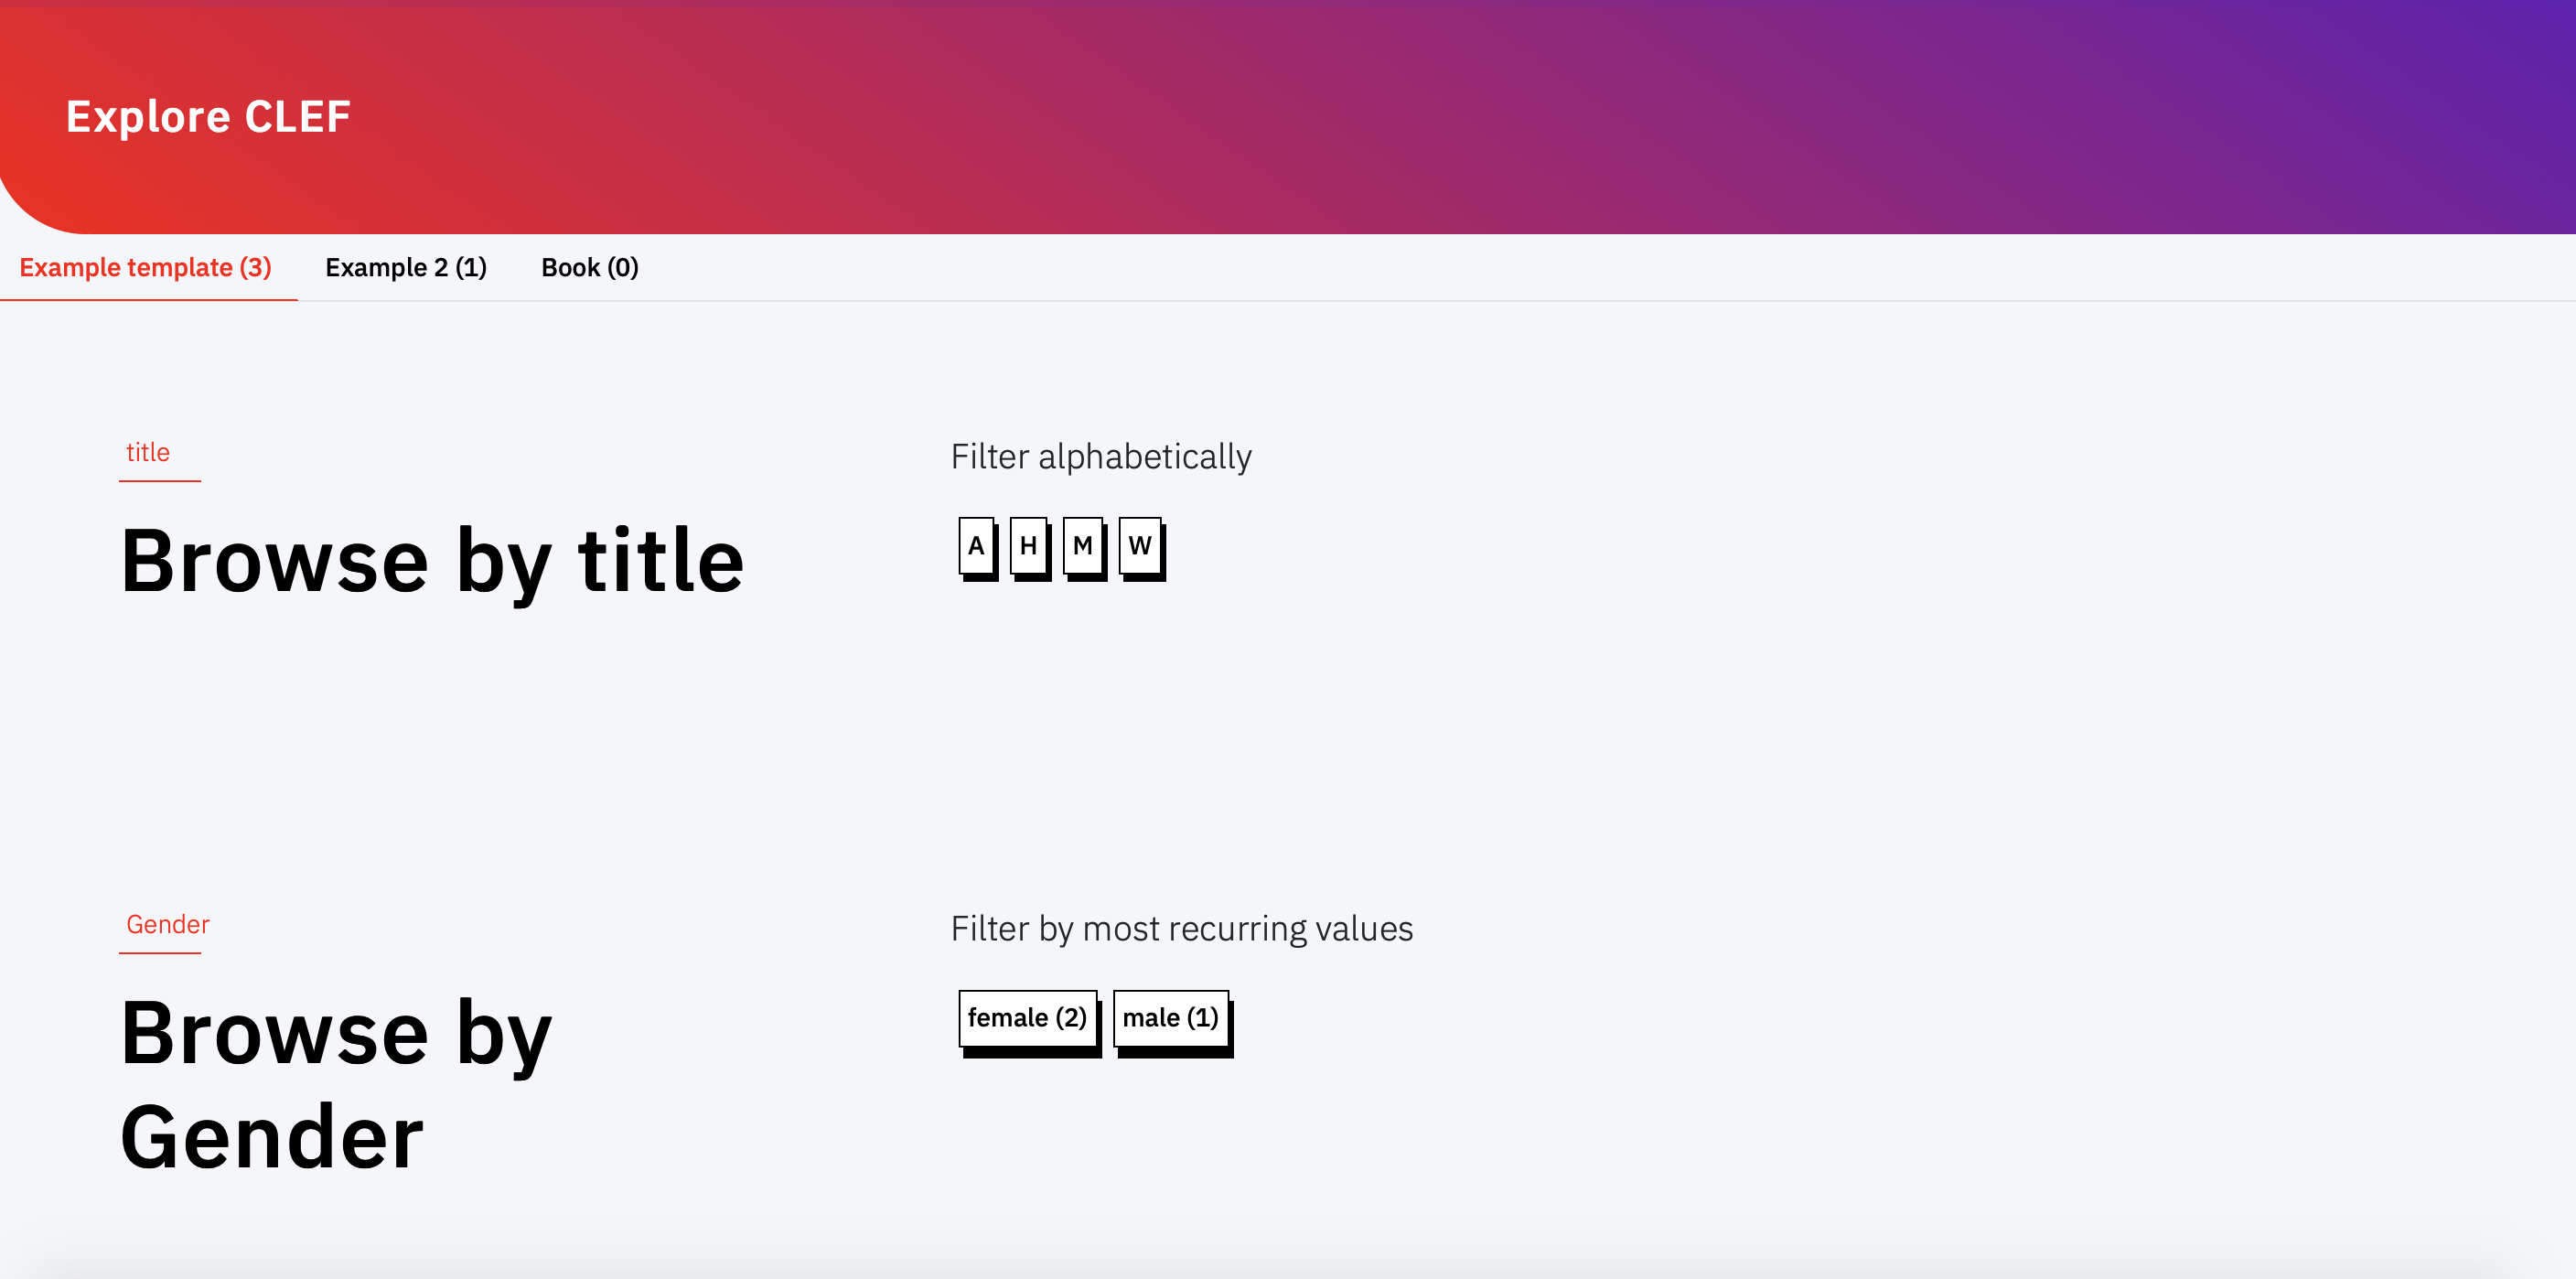 Explore CLEF
Example template (3) Example 2 (1) Book (0)
title
Browse by title
Filter alphabetically
A H M W
Gender
Browse by
Gender
Filter by most recurring values
female (2) male (1)